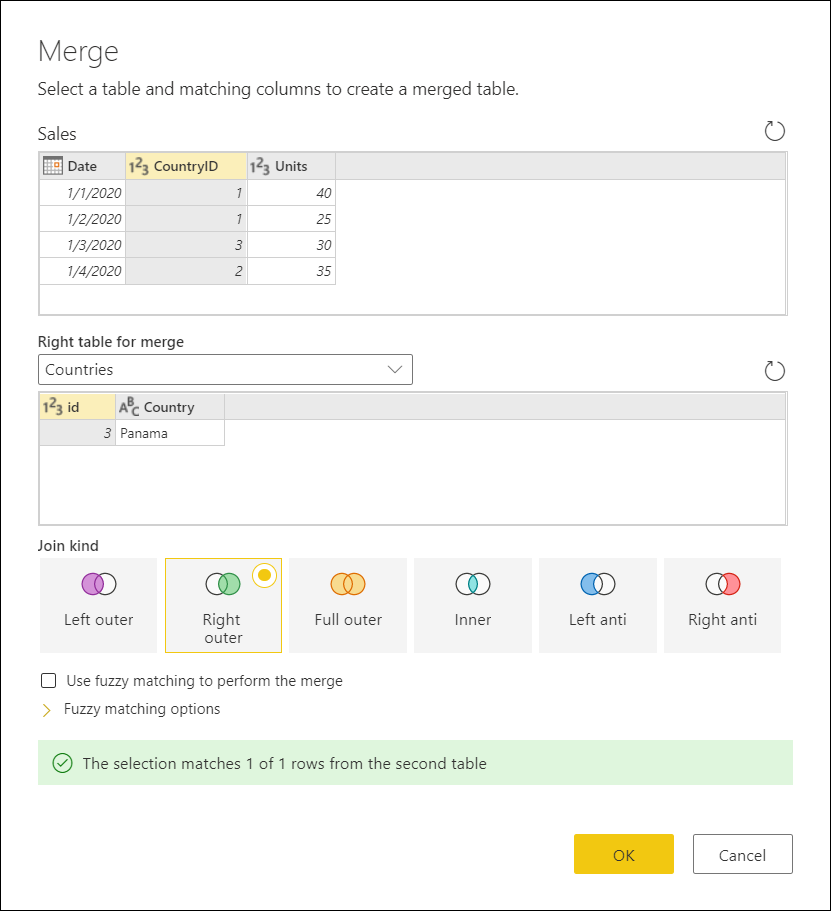 Merge
Select a table and matching columns to create a merged table.
Sales
Date 1²3 CountryID 1²3 Units
1/1/2020 1 40
1/2/2020 1 25
1/3/2020 3 30
1/4/2020 2 35
Right table for merge
Countries
1²3 id ABC Country
3 Panama
Join kind
Left outer
Right
outer
Full outer
Inner
Left anti
Right anti
Use fuzzy matching to perform the merge
Fuzzy matching options
The selection matches 1 of 1 rows from the second table
OK Cancel